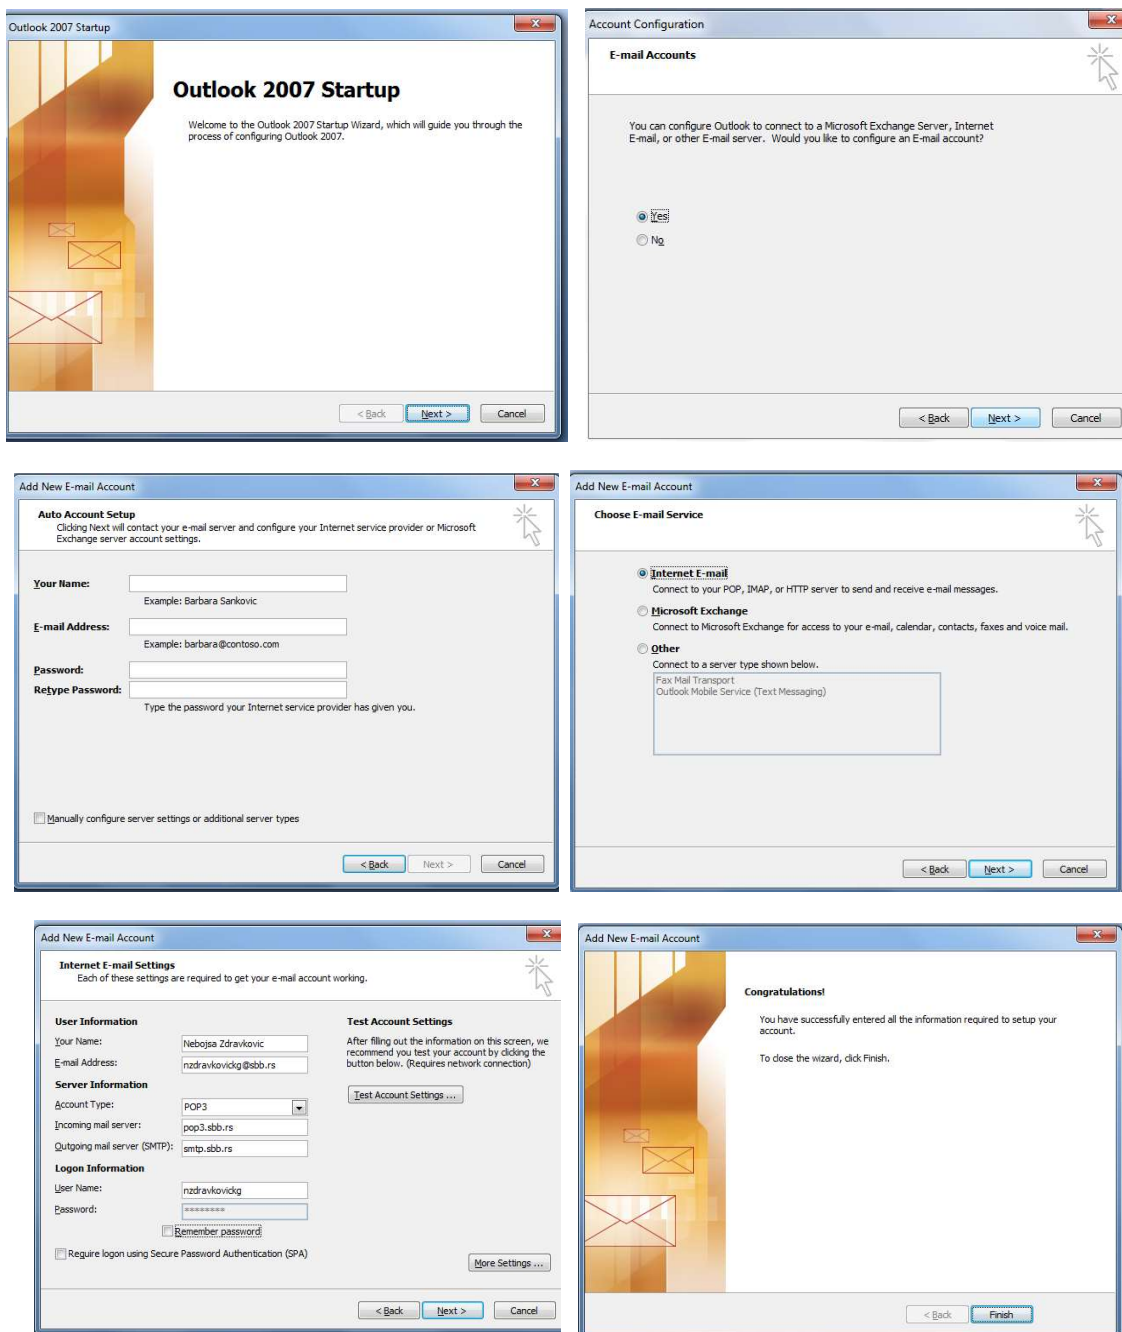 Outlook 2007 Startup
Outlook 2007 Startup
Welcome to the Outlook 2007 Startup Wizard, which will guide you through the
process of configuring Outlook 2007.
< Back
Next >
Cancel
Account Configuration
E-mail Accounts
You can configure Outlook to connect to a Microsoft Exchange Server, Internet
E-mail, or other E-mail server. Would you like to configure an E-mail account?
Yes
No
< Back
Next >
Cancel
Add New E-mail Account
Auto Account Setup
Clicking Next will contact your e-mail server and configure your Internet service provider or Microsoft
Exchange server account settings.
Your Name:
Example: Barbara Sankovic
E-mail Address:
Example: barbara@contoso.com
Password:
Retype Password:
Type the password your Internet service provider has given you.
Manually configure server settings or additional server types
< Back
Next >
Cancel
Add New E-mail Account
Choose E-mail Service
Internet E-mail
Connect to your POP, IMAP, or HTTP server to send and receive e-mail messages.
Microsoft Exchange
Connect to Microsoft Exchange for access to your e-mail, calendar, contacts, faxes and voice mail.
Other
Connect to a server type shown below.
Fax Mail Transport
Outlook Mobile Service (Text Messaging)
< Back
Next >
Cancel
Add New E-mail Account
Internet E-mail Settings
Each of these settings are required to get your e-mail account working.
User Information
Your Name: Nebojsa Zdravkovic
E-mail Address: nzdravkovickg@sbb.rs
Server Information
Account Type: POP3
Incoming mail server: pop3.sbb.rs
Outgoing mail server (SMTP): smtp.sbb.rs
Logon Information
User Name: nzdravkovickg
Password: ********
Remember password
Require logon using Secure Password Authentication (SPA)
Test Account Settings
After filling out the information on this screen, we
recommend you test your account by clicking the
button below. (Requires network connection)
Test Account Settings ...
More Settings ...
< Back
Next >
Cancel
Add New E-mail Account
Congratulations!
You have successfully entered all the information required to setup your
account.
To close the wizard, click Finish.
< Back
Finish